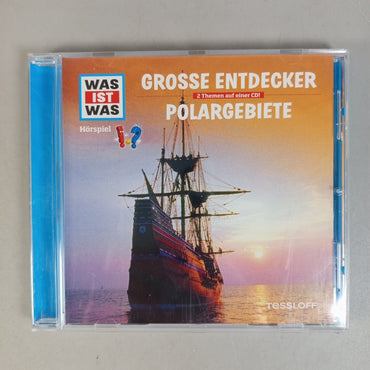 WAS
IST
WAS
Hörspiel
GROSSE ENTDECKER
2 Themen auf einer CD!
POLARGEBIETE
TESSLOFF